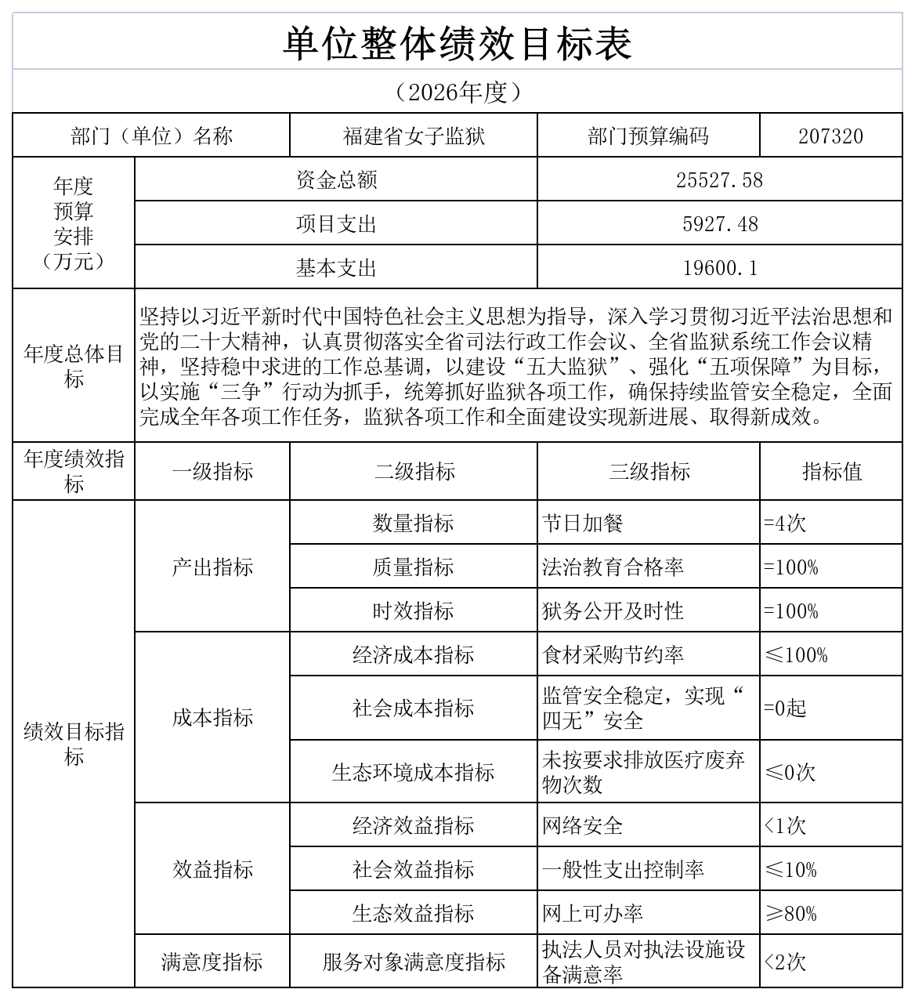 单位整体绩效目标表
（2026年度）
部门（单位）名称 福建省女子监狱 部门预算编码 207320
年度
预算
安排
（万元）
资金总额 25527.58
项目支出 5927.48
基本支出 19600.1
年度总体目
标
坚持以习近平新时代中国特色社会主义思想为指导，深入学习贯彻习近平法治思想和
党的二十大精神，认真贯彻落实全省司法行政工作会议、全省监狱系统工作会议精
神，坚持稳中求进的工作总基调，以建设“五大监狱”、强化“五项保障”为目标，
以实施“三争”行动为抓手，统筹抓好监狱各项工作，确保持续监管安全稳定，全面
完成全年各项工作任务，监狱各项工作和全面建设实现新进展、取得新成效。
年度绩效指
标
一级指标 二级指标 三级指标 指标值
绩效目标指
标
产出指标
数量指标 节日加餐 =4次
质量指标 法治教育合格率 =100%
时效指标 狱务公开及时性 =100%
成本指标
经济成本指标 食材采购节约率 ≤100%
社会成本指标
监管安全稳定，实现“
四无”安全
=0起
生态环境成本指标
未按要求排放医疗废弃
物次数
≤0次
效益指标
经济效益指标 网络安全 <1次
社会效益指标 一般性支出控制率 ≤10%
生态效益指标 网上可办率 ≥80%
满意度指标 服务对象满意度指标
执法人员对执法设施设
备满意率
<2次